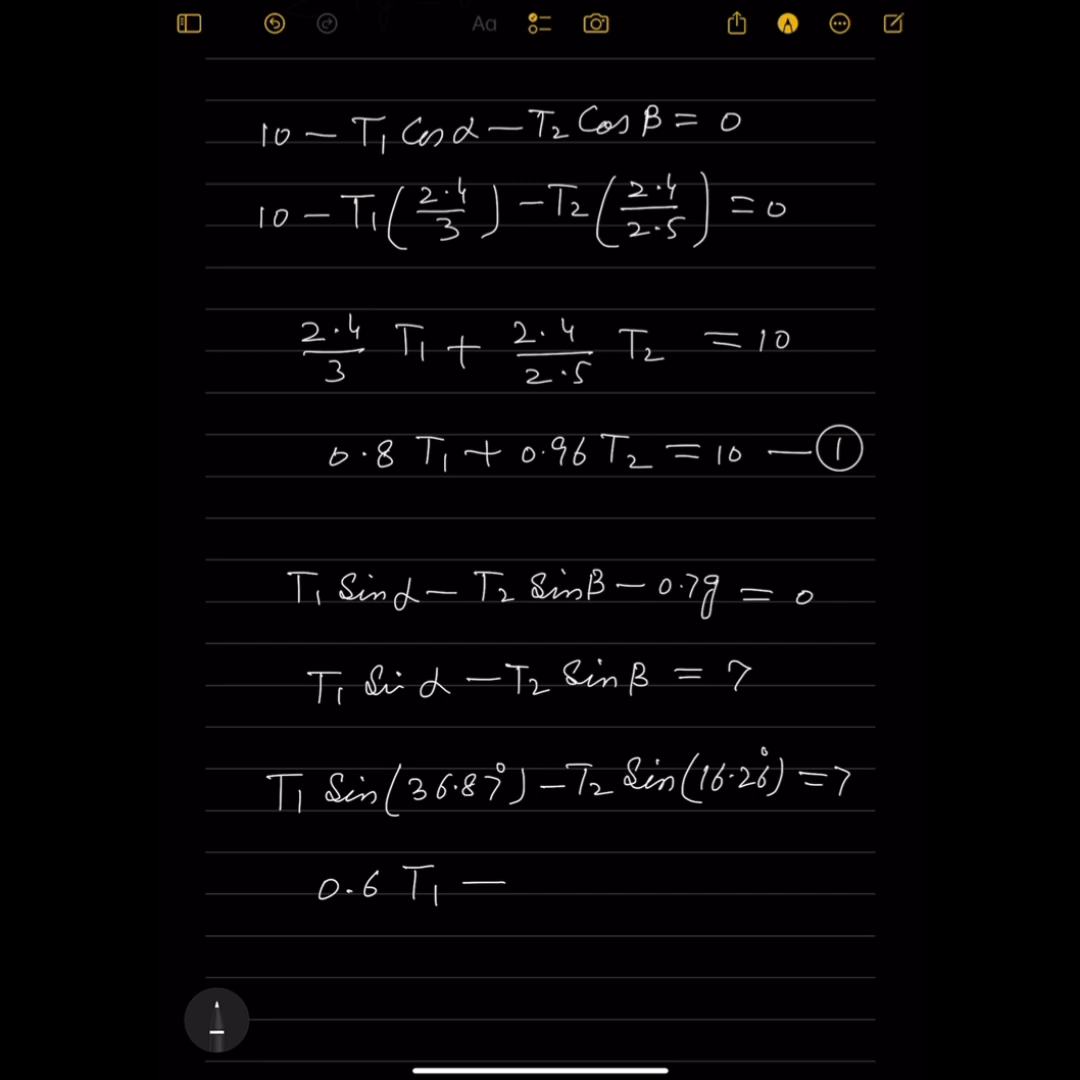 Aa
10 − T₁ Cos α − T₂ Cos β = 0
10 − T₁ (2.4/3) − T₂ (2.4/2.5) = 0
2.4/3 T₁ + 2.4/2.5 T₂ = 10
0.8 T₁ + 0.96 T₂ = 10 — ①
T₁ Sin α − T₂ Sin β − 0.7g = 0
T₁ Sin α − T₂ Sin β = 7
T₁ Sin(36.87°) − T₂ Sin(16.26°) = 7
0.6 T₁ −